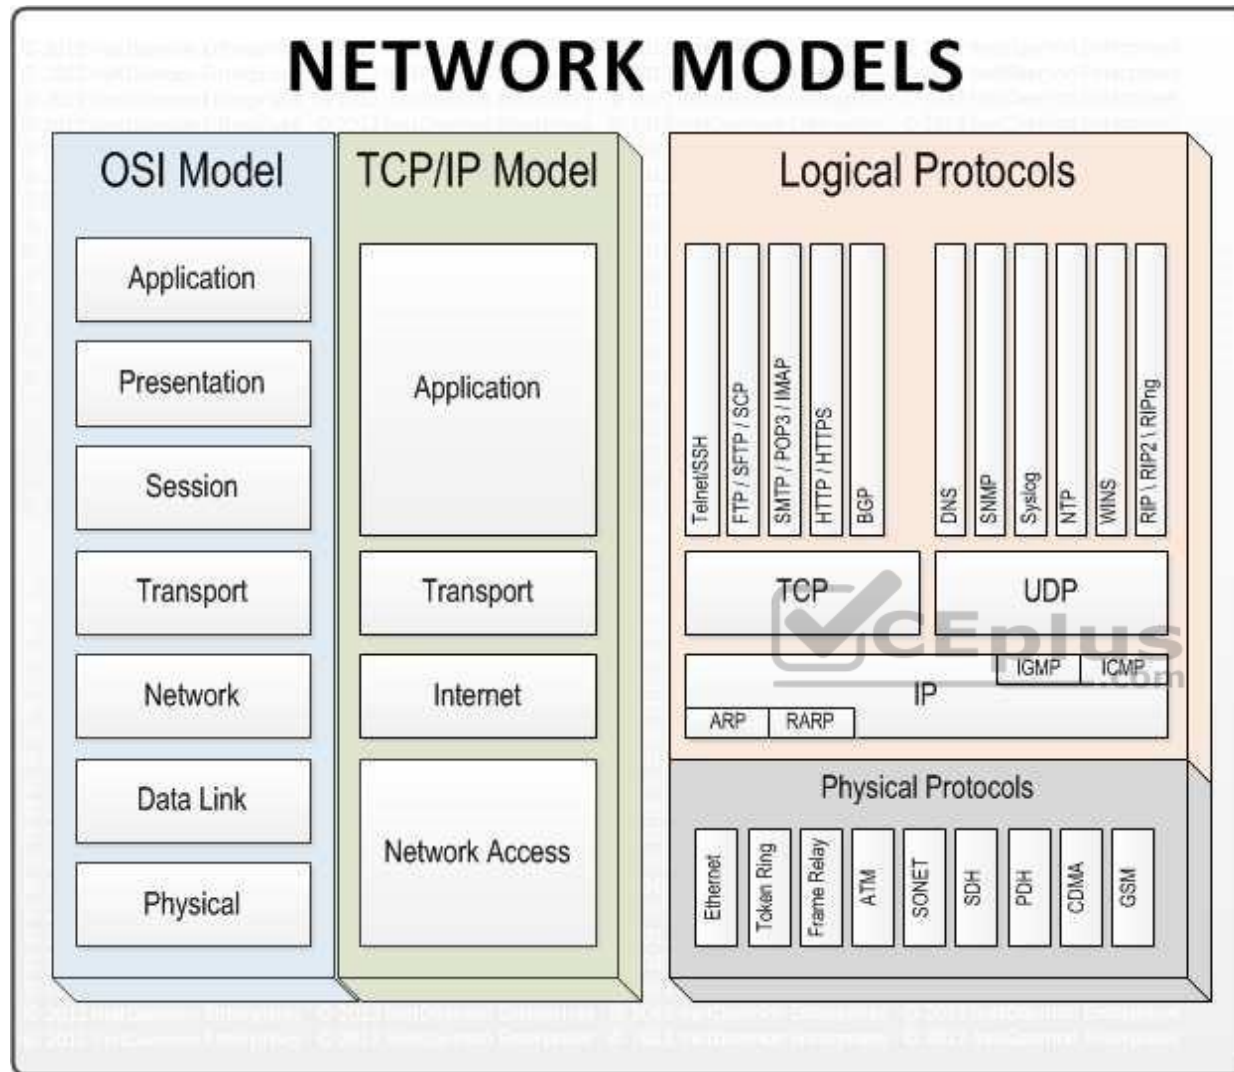 NETWORK MODELS
OSI Model
Application
Presentation
Session
Transport
Network
Data Link
Physical
TCP/IP Model
Application
Transport
Internet
Network Access
Logical Protocols
Telnet/SSH
FTP / SFTP / SCP
SMTP / POP3 / IMAP
HTTP / HTTPS
BGP
DNS
SNMP
Syslog
NTP
WINS
RIP \ RIP2 \ RIPng
TCP
UDP
CEplus
.com
IP
IGMP
ICMP
ARP
RARP
Physical Protocols
Ethernet
Token Ring
Frame Relay
ATM
SONET
SDH
PDH
CDMA
GSM